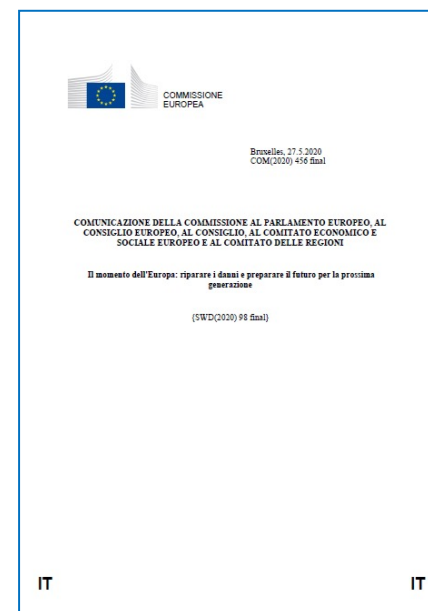 COMMISSIONE
EUROPEA
Bruxelles, 27.5.2020
COM(2020) 456 final
COMUNICAZIONE DELLA COMMISSIONE AL PARLAMENTO EUROPEO, AL
CONSIGLIO EUROPEO, AL CONSIGLIO, AL COMITATO ECONOMICO E
SOCIALE EUROPEO E AL COMITATO DELLE REGIONI
Il momento dell'Europa: riparare i danni e preparare il futuro per la prossima
generazione
{SWD(2020) 98 final}
IT IT